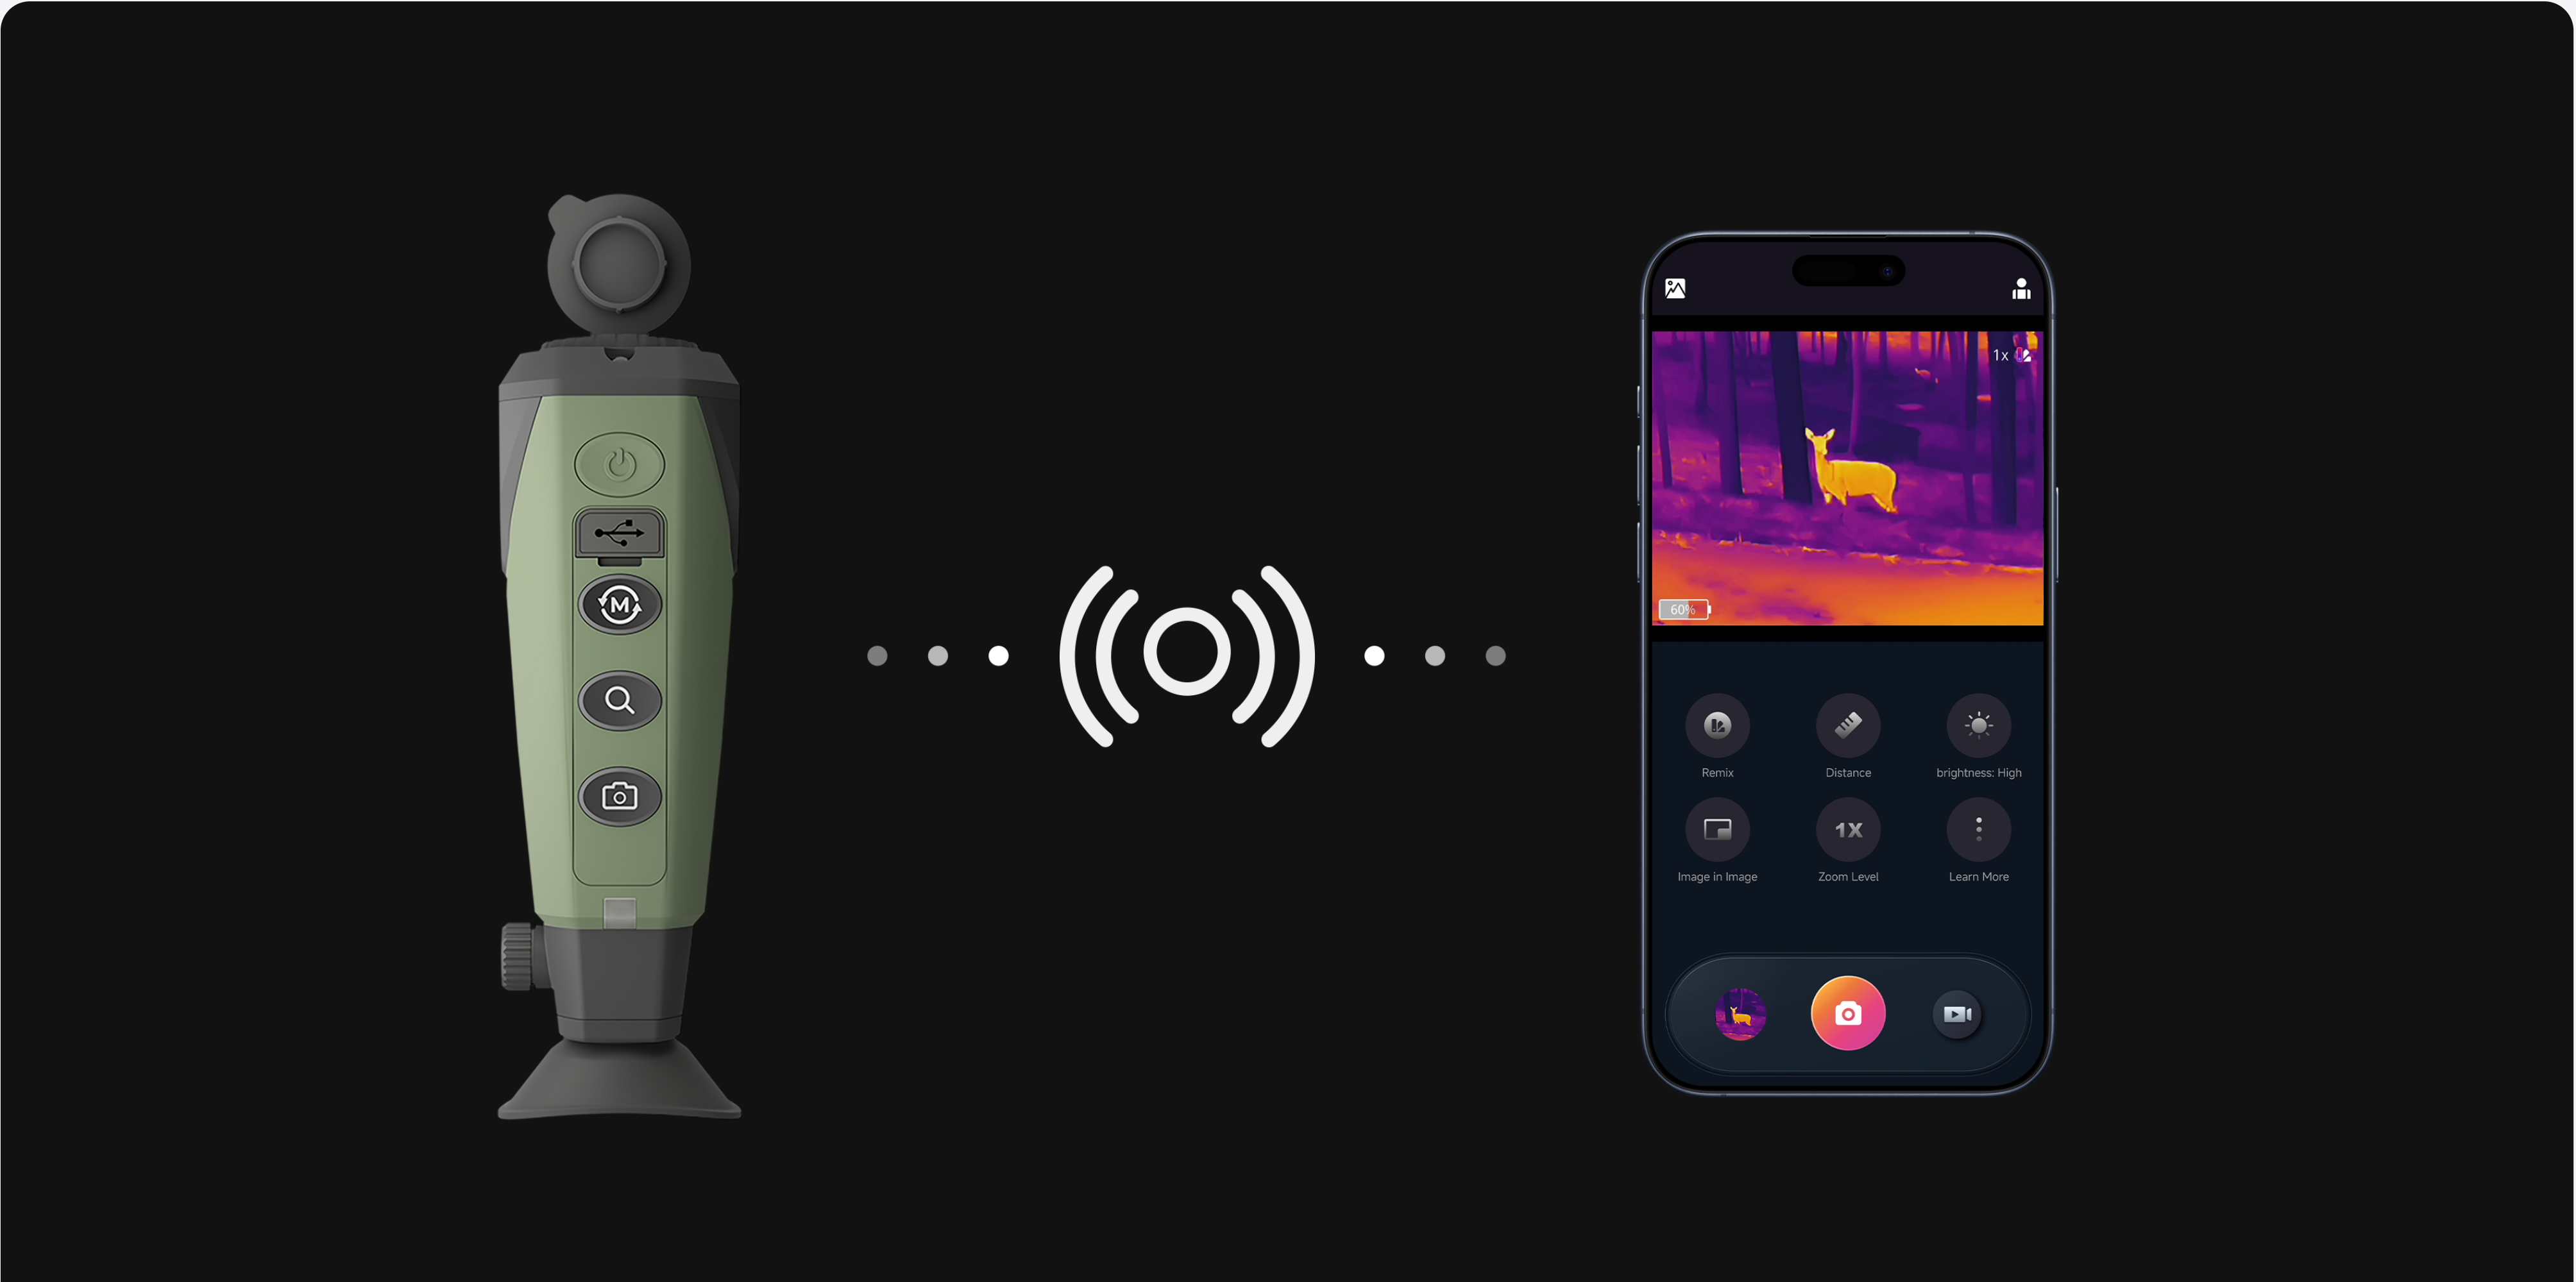 M
1x
60%
Remix
Distance
brightness: High
Image in Image
1X
Zoom Level
Learn More